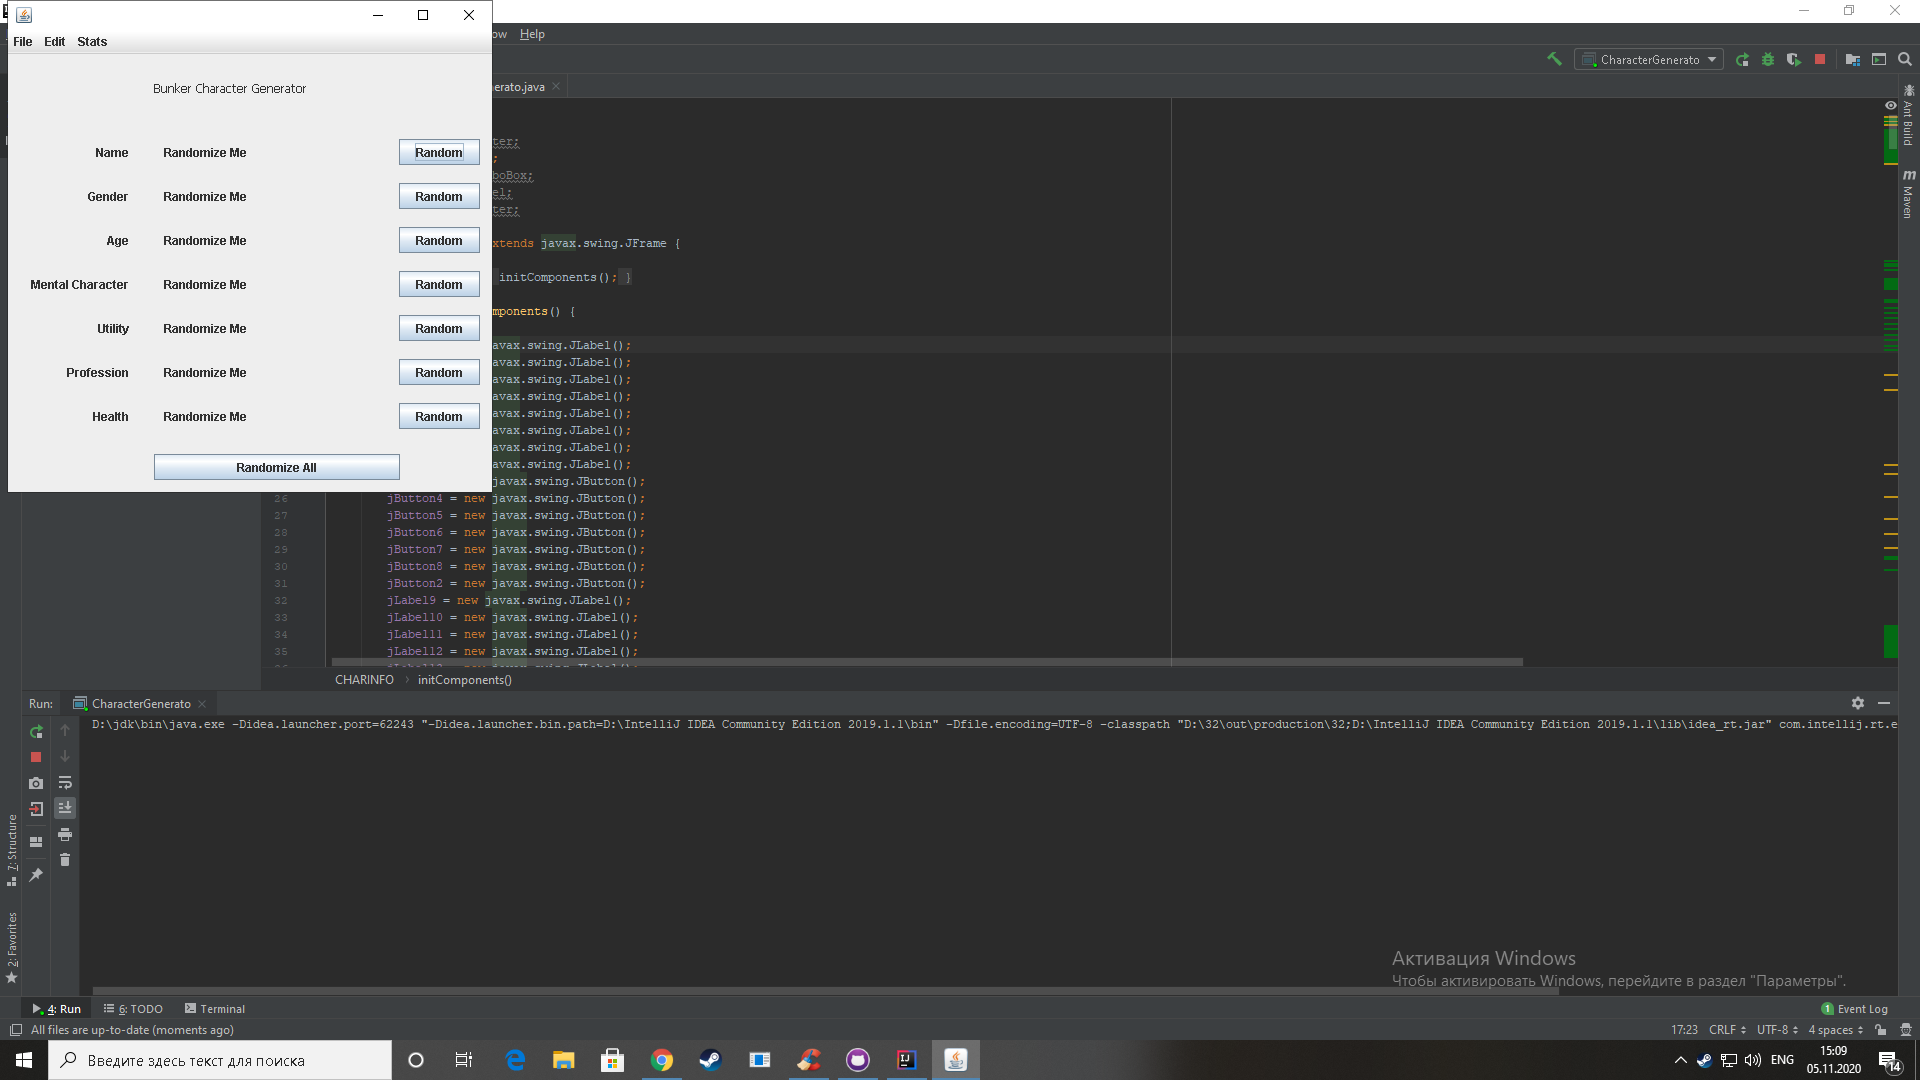 File Edit Stats
Bunker Character Generator
Name Randomize Me Random
Gender Randomize Me Random
Age Randomize Me Random
Mental Character Randomize Me Random
Utility Randomize Me Random
Profession Randomize Me Random
Health Randomize Me Random
Randomize All
ow Help
CharacterGenerato
erato.java
ter;
;
boBox;
el;
ter;
xtends javax.swing.JFrame {
initComponents(); }
mponents() {
avax.swing.JLabel();
avax.swing.JLabel();
avax.swing.JLabel();
avax.swing.JLabel();
avax.swing.JLabel();
avax.swing.JLabel();
avax.swing.JLabel();
avax.swing.JLabel();
javax.swing.JButton();
26 jButton4 = new javax.swing.JButton();
27 jButton5 = new javax.swing.JButton();
28 jButton6 = new javax.swing.JButton();
29 jButton7 = new javax.swing.JButton();
30 jButton8 = new javax.swing.JButton();
31 jButton2 = new javax.swing.JButton();
32 jLabel9 = new javax.swing.JLabel();
33 jLabel10 = new javax.swing.JLabel();
34 jLabel11 = new javax.swing.JLabel();
35 jLabel12 = new javax.swing.JLabel();
Ant Build
m Maven
CHARINFO › initComponents()
Run: CharacterGenerato
D:\jdk\bin\java.exe -Didea.launcher.port=62243 "-Didea.launcher.bin.path=D:\IntelliJ IDEA Community Edition 2019.1.1\bin" -Dfile.encoding=UTF-8 -classpath "D:\32\out\production\32;D:\IntelliJ IDEA Community Edition 2019.1.1\lib\idea_rt.jar" com.intellij.rt.e
7: Structure
2: Favorites
Активация Windows
Чтобы активировать Windows, перейдите в раздел "Параметры".
4: Run 6: TODO Terminal 1 Event Log
All files are up-to-date (moments ago) 17:23 CRLF UTF-8 4 spaces
Введите здесь текст для поиска
IJ
ENG
15:09
05.11.2020
14